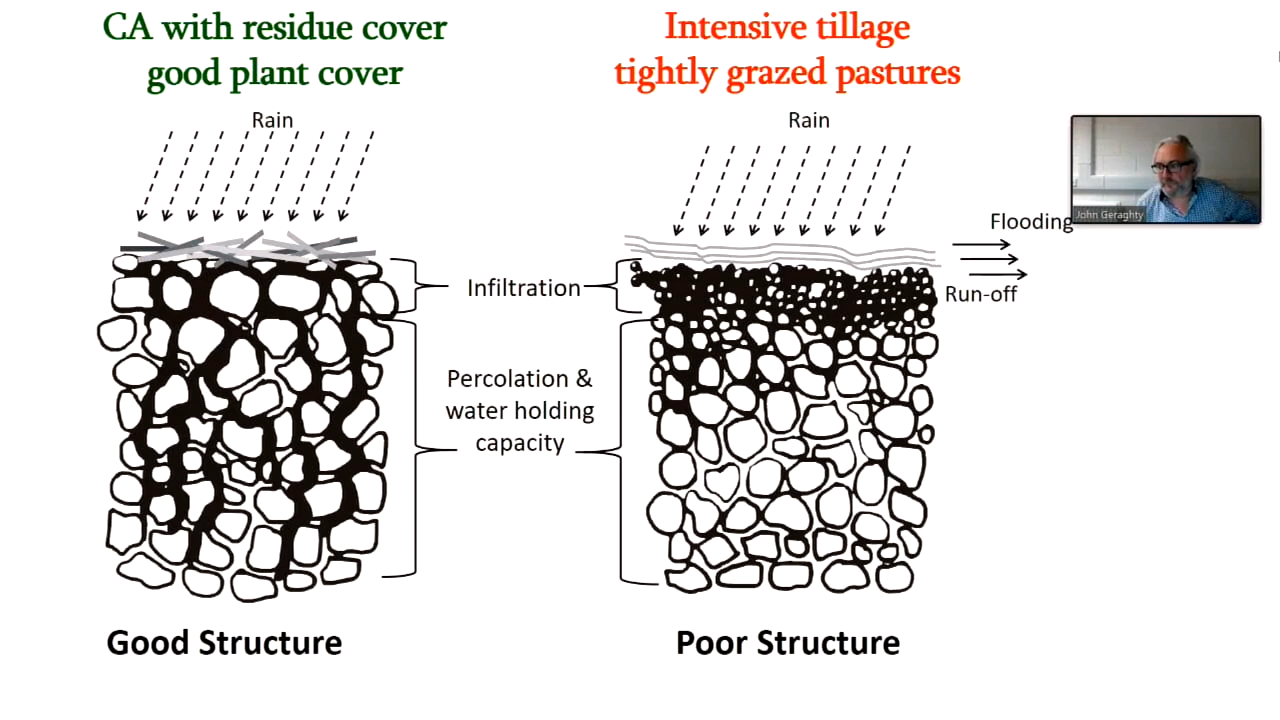 CA with residue cover
good plant cover
Intensive tillage
tightly grazed pastures
Rain
Rain
John Geraghty
Flooding
Infiltration
Run-off
Percolation &
water holding
capacity
Good Structure
Poor Structure